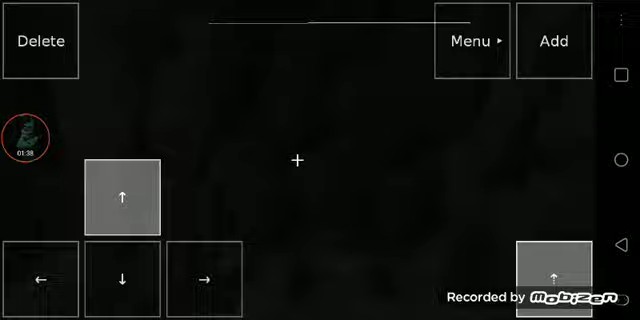 Delete
Menu ▸
Add
01:38
↑
← ↓ → ⇡
Recorded by Mobizen